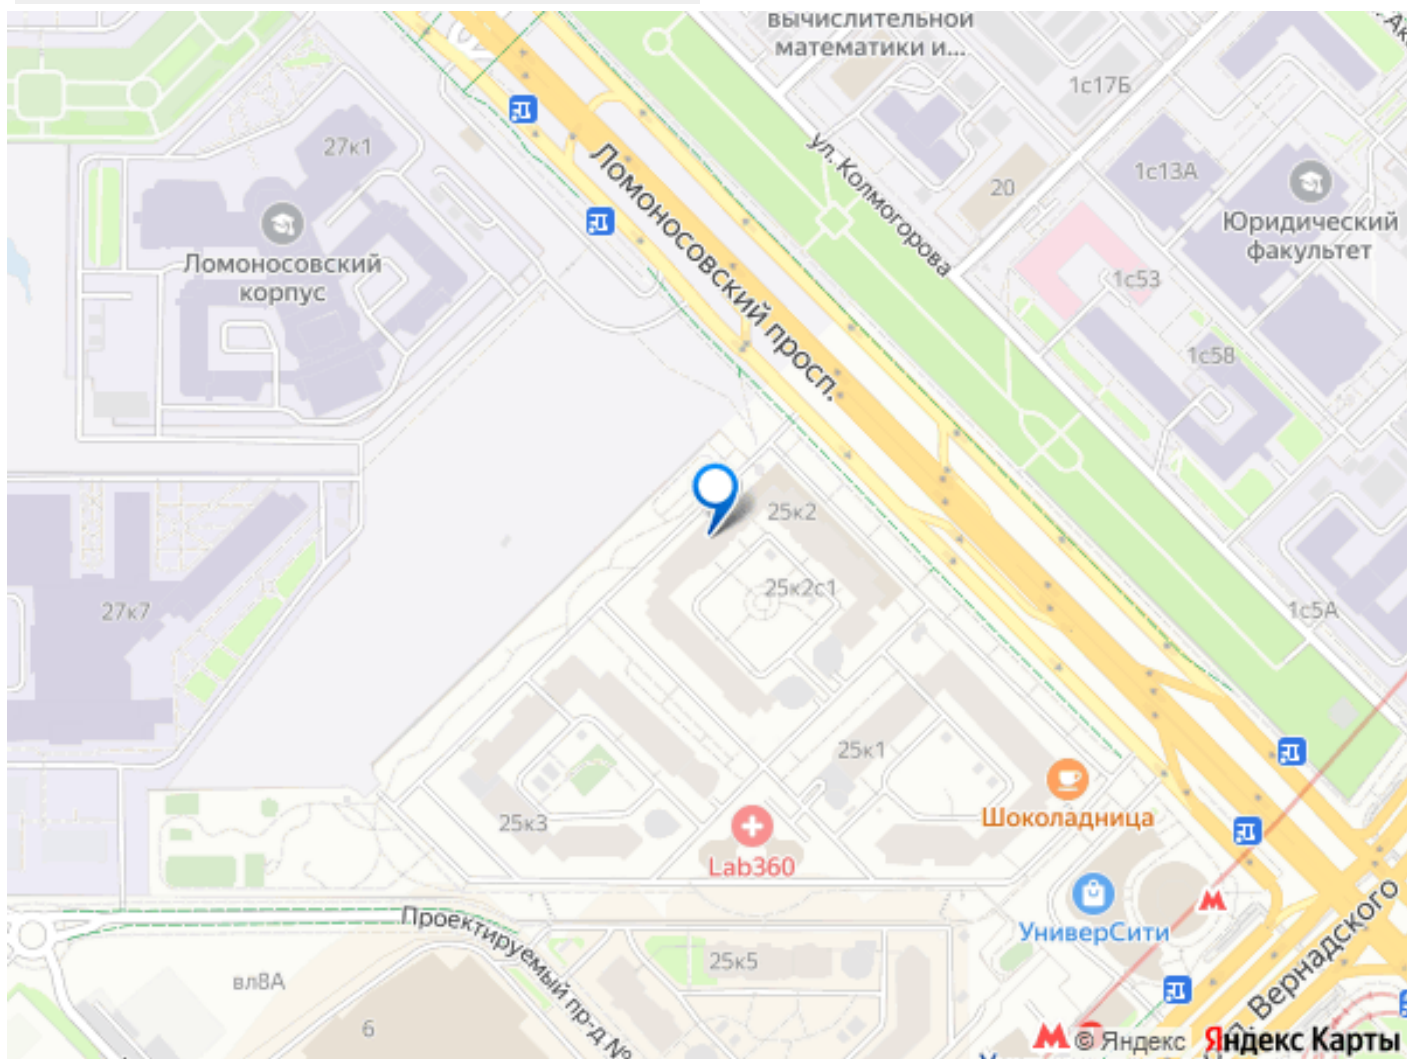 вычислительной
математики и...
1с17Б
27к1
Ломоносовский просп.
ул. Колмогорова
1с13А
20
Юридический
факультет
Ломоносовский
корпус
1с53
1с58
25к2
25к2с1
27к7
1с5А
25к1
25к3
Шоколадница
Lab360
УниверСити
Проектируемый пр-д №
25к5
вл8А
6
Вернадского
© Яндекс Яндекс Карты